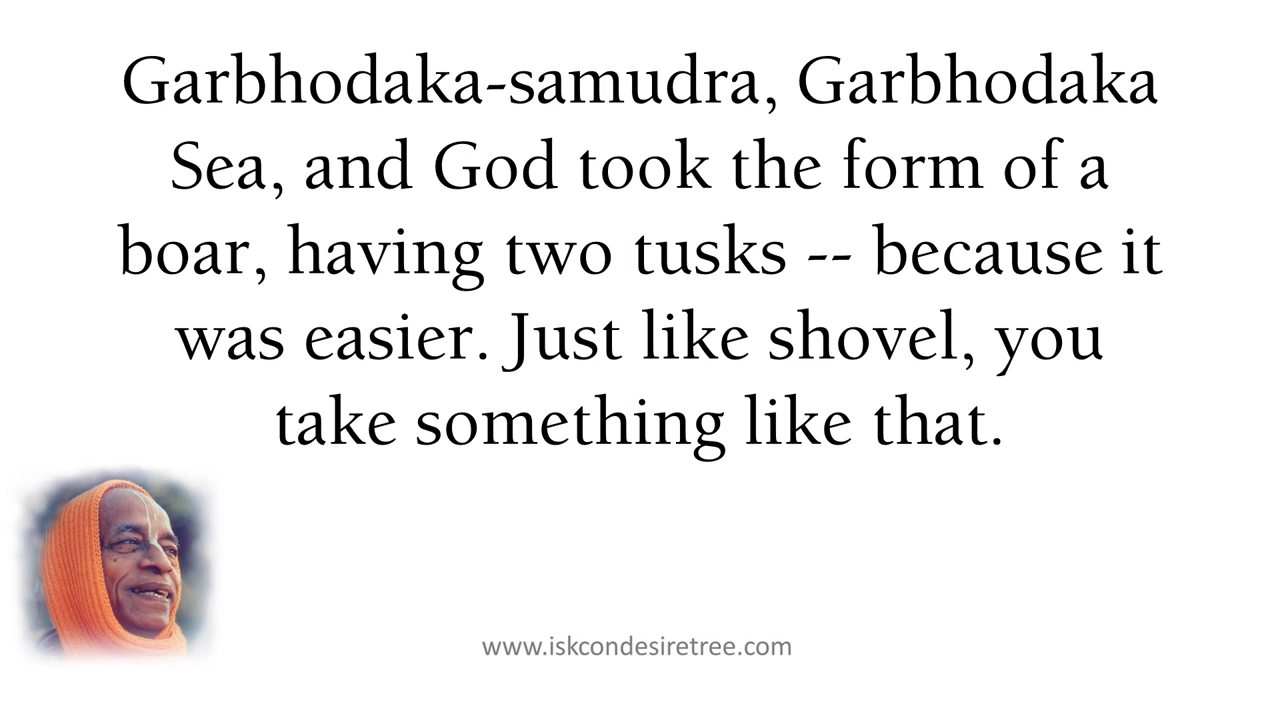 Garbhodaka-samudra, Garbhodaka
Sea, and God took the form of a
boar, having two tusks -- because it
was easier. Just like shovel, you
take something like that.
www.iskcondesiretree.com